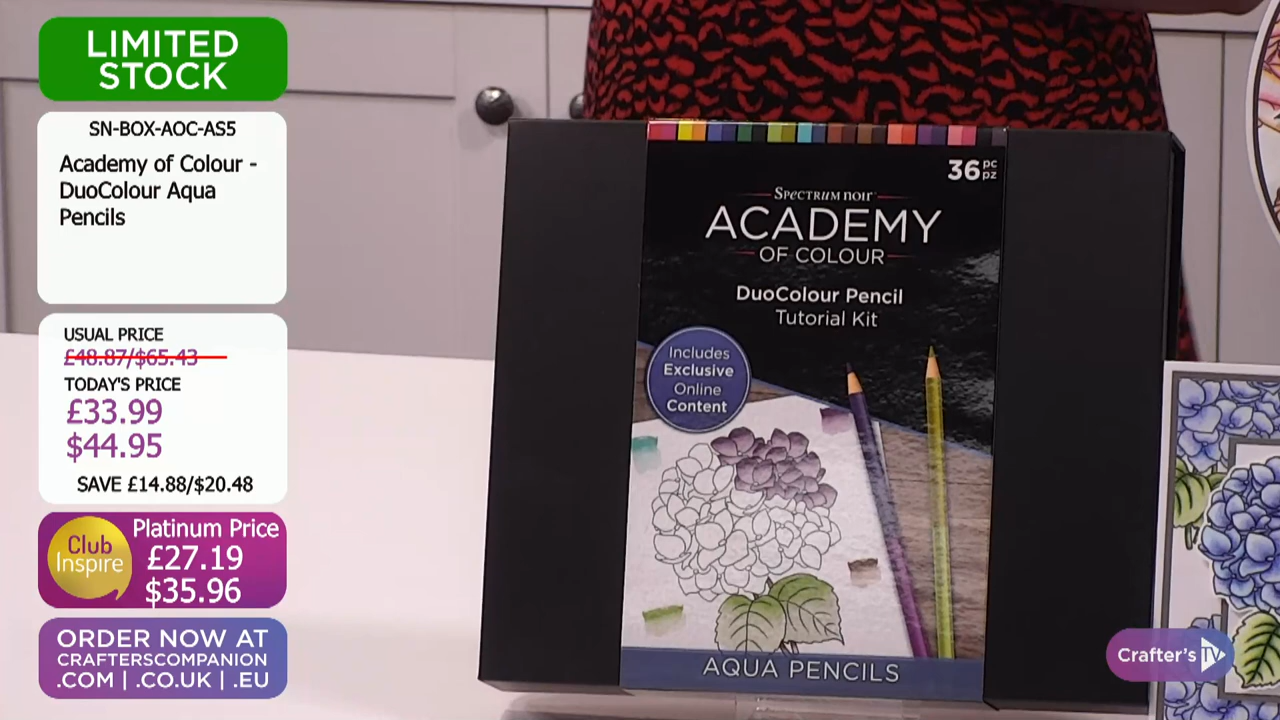 LIMITED
STOCK
SN-BOX-AOC-AS5
Academy of Colour -
DuoColour Aqua
Pencils
USUAL PRICE
£48.87/$65.43
TODAY'S PRICE
£33.99
$44.95
SAVE £14.88/$20.48
Club
Inspire
Platinum Price
£27.19
$35.96
ORDER NOW AT
CRAFTERSCOMPANION
.COM | .CO.UK | .EU
36 pc
pz
SPECTRUM NOIR
ACADEMY
OF COLOUR
DuoColour Pencil
Tutorial Kit
Includes
Exclusive
Online
Content
AQUA PENCILS
Crafter's TV